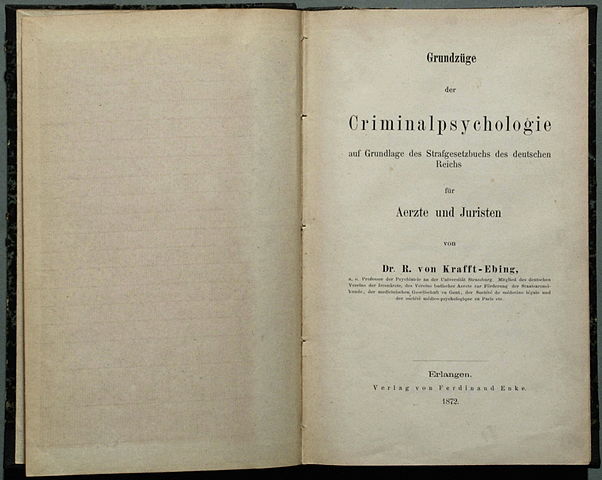 Grundzüge
der
Criminalpsychologie
auf Grundlage des Strafgesetzbuchs des deutschen
Reichs
für
Aerzte und Juristen
von
Dr. R. von Krafft-Ebing,
a. o. Professor der Psychiatrie an der Universität Strassburg, Mitglied des deutschen
Vereins der Irrenärzte, des Vereins badischer Aerzte zur Förderung der Staatsarznei-
kunde, der medicinischen Gesellschaft zu Gent, der Société de médecine légale und
der société médico-psychologique zu Paris etc.
Erlangen.
Verlag von Ferdinand Enke.
1872.